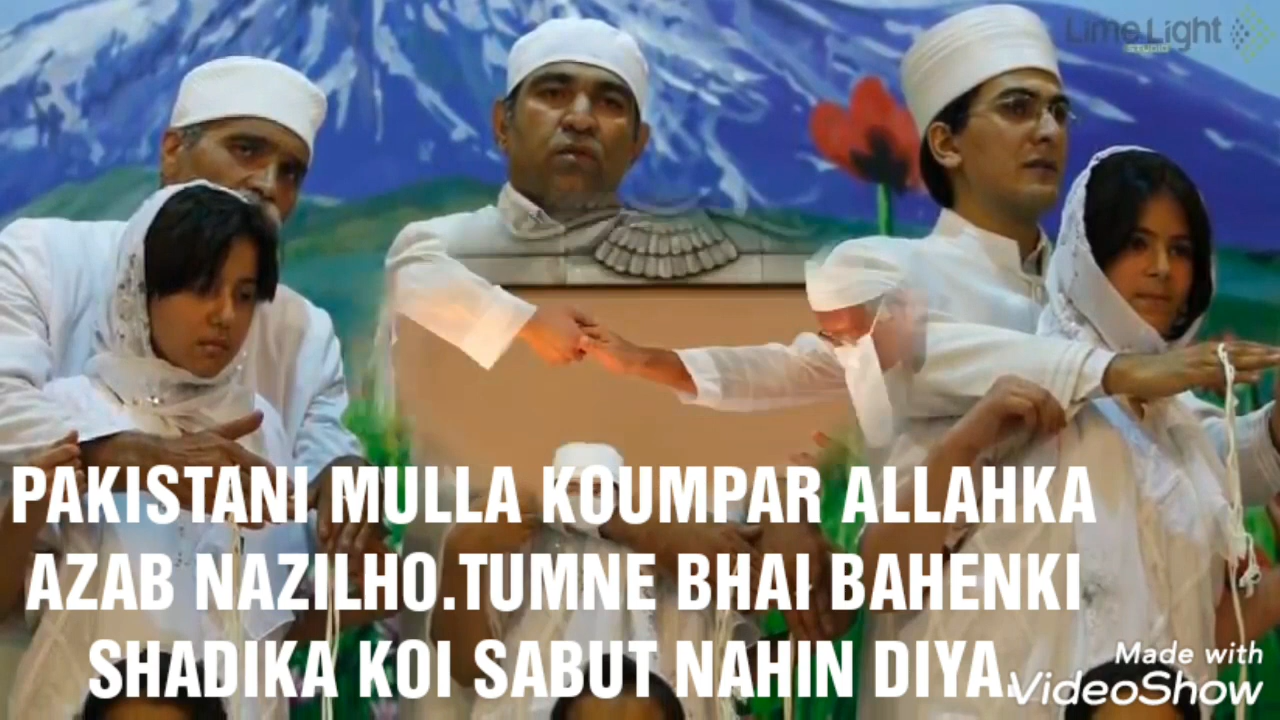 Lime Light
STUDIO
PAKISTANI MULLA KOUMPAR ALLAHKA
AZAB NAZILHO.TUMNE BHAI BAHENKI
SHADIKA KOI SABUT NAHIN DIYA.
Made with
VideoShow